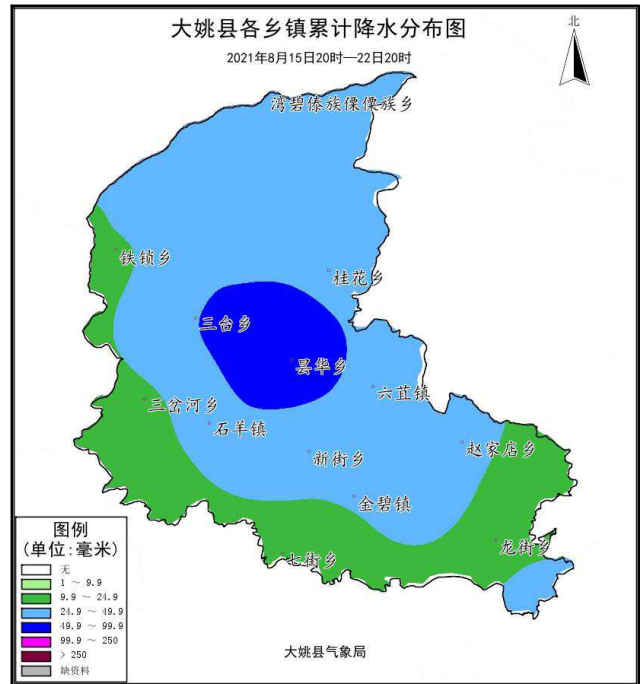 大姚县各乡镇累计降水分布图
2021年8月15日20时—22日20时
北
湾碧傣族傈僳族乡
铁锁乡
桂花乡
三台乡
昙华乡
六苴镇
三岔河乡
石羊镇
赵家店乡
新街乡
金碧镇
龙街乡
七街乡
图例
(单位:毫米)
无
1 ~ 9.9
9.9 ~ 24.9
24.9 ~ 49.9
49.9 ~ 99.9
99.9 ~ 250
> 250
缺资料
大姚县气象局